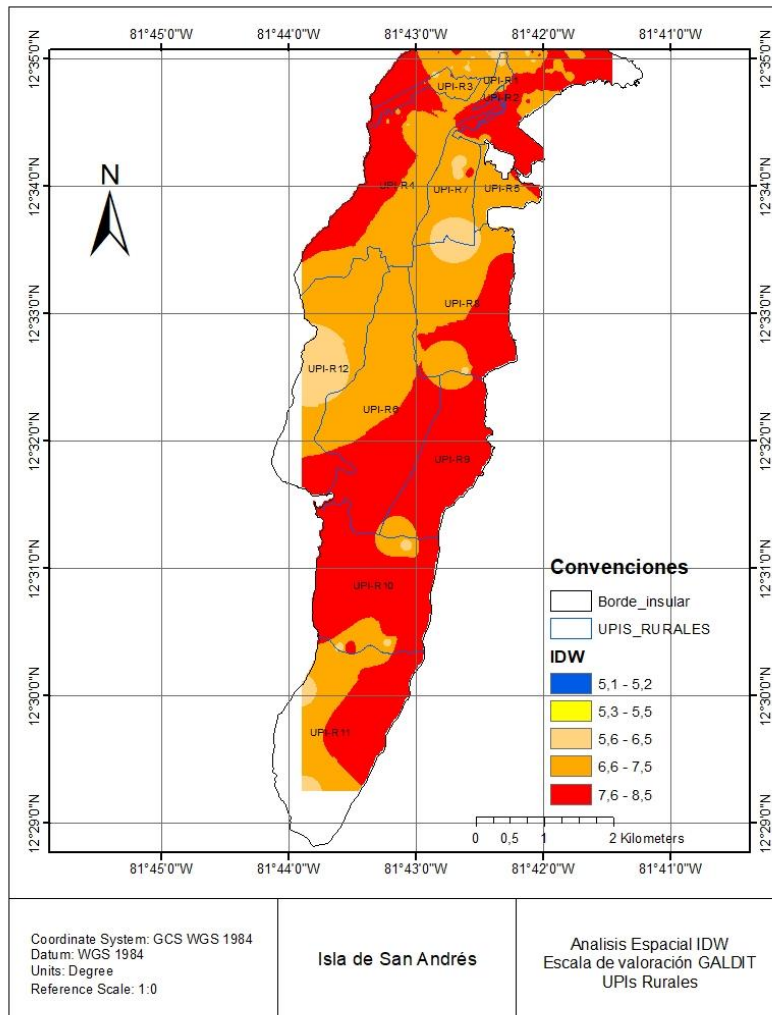 81°45'0"W 81°44'0"W 81°43'0"W 81°42'0"W 81°41'0"W
12°35'0"N 12°35'0"N
UPI-R1
UPI-R3
UPI-R2
N
12°34'0"N 12°34'0"N
UPI-R4
UPI-R7
12°33'0"N 12°33'0"N
UPI-R12
12°32'0"N 12°32'0"N
UPI-R9
12°31'0"N 12°31'0"N
UPI-R10
12°30'0"N 12°30'0"N
UPI-R11
12°29'0"N 12°29'0"N
Convenciones
Borde_insular
UPIS_RURALES
IDW
5,1 - 5,2
5,3 - 5,5
5,6 - 6,5
6,6 - 7,5
7,6 - 8,5
0 0,5 1 2 Kilometers
81°45'0"W 81°44'0"W 81°43'0"W 81°42'0"W 81°41'0"W
Coordinate System: GCS WGS 1984
Datum: WGS 1984
Units: Degree
Reference Scale: 1:0
Isla de San Andrés
Analisis Espacial IDW
Escala de valoración GALDIT
UPIs Rurales